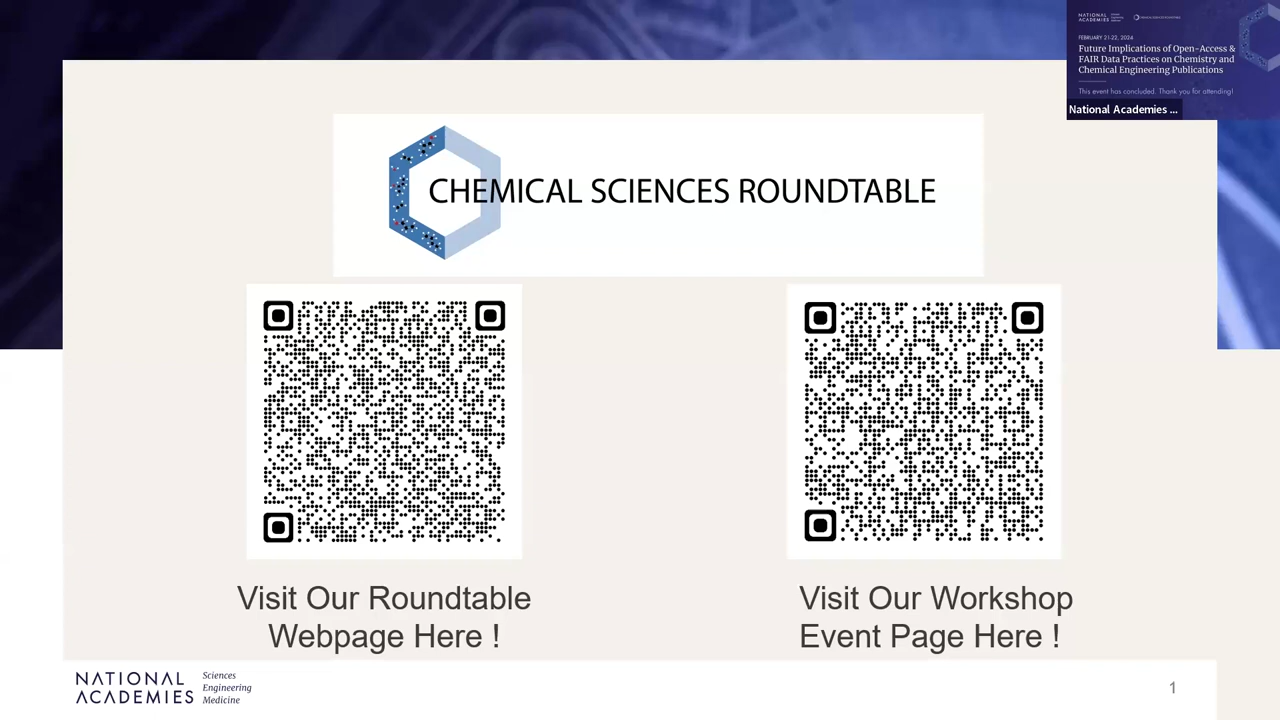 NATIONAL
ACADEMIES
FEBRUARY 21-22, 2024
Future Implications of Open-Access &
FAIR Data Practices on Chemistry and
Chemical Engineering Publications
This event has concluded. Thank you for attending!
National Academies ...
CHEMICAL SCIENCES ROUNDTABLE
Visit Our Roundtable
Webpage Here !
Visit Our Workshop
Event Page Here !
NATIONAL
ACADEMIES
Sciences
Engineering
Medicine
1